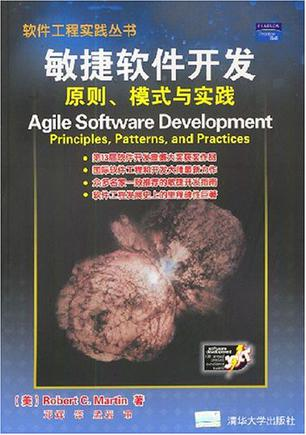 软件工程实践丛书
敏捷软件开发
原则、模式与实践
Agile Software Development
Principles, Patterns, and Practices
第13届软件开发震撼大奖获奖作品
国际软件工程和开发大师最新力作
众多名家一致推荐的敏捷开发指南
软件工程发展史上的里程碑性巨著
software
development
[美] Robert C. Martin 著
邓辉 译 孟岩 审
清华大学出版社